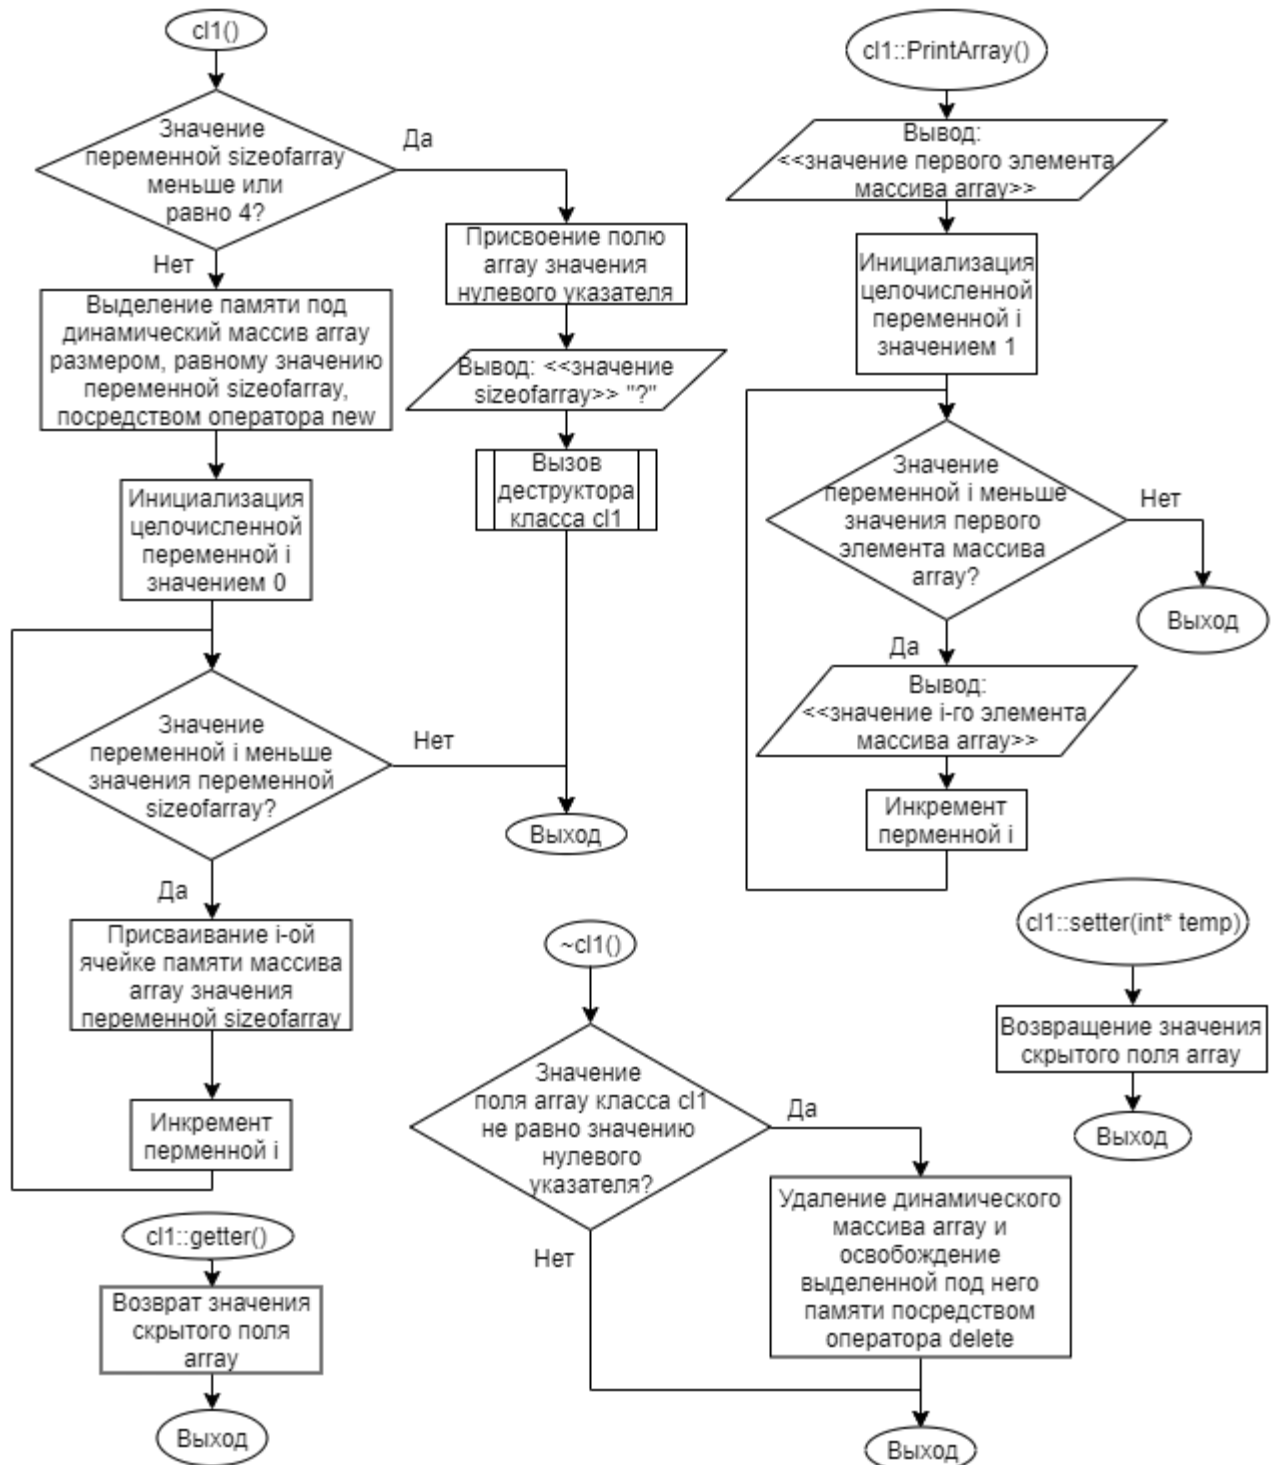 cl1()
Значение
переменной sizeofarray
меньше или
равно 4?
Да
Нет
Присвоение полю
array значения
нулевого указателя
Вывод: <<значение
sizeofarray>> "?"
Вызов
деструктора
класса cl1
Выделение памяти под
динамический массив array
размером, равному значению
переменной sizeofarray,
посредством оператора new
Инициализация
целочисленной
переменной i
значением 0
Значение
переменной i меньше
значения переменной
sizeofarray?
Нет
Выход
Да
Присваивание i-ой
ячейке памяти массива
array значения
переменной sizeofarray
Инкремент
перменной i
cl1::getter()
Возврат значения
скрытого поля
array
Выход
cl1::PrintArray()
Вывод:
<<значение первого элемента
массива array>>
Инициализация
целочисленной
переменной i
значением 1
Значение
переменной i меньше
значения первого
элемента массива
array?
Нет
Выход
Да
Вывод:
<<значение i-го элемента
массива array>>
Инкремент
перменной i
~cl1()
Значение
поля array класса cl1
не равно значению
нулевого
указателя?
Да
Нет
Удаление динамического
массива array и
освобождение
выделенной под него
памяти посредством
оператора delete
Выход
cl1::setter(int* temp)
Возвращение значения
скрытого поля array
Выход